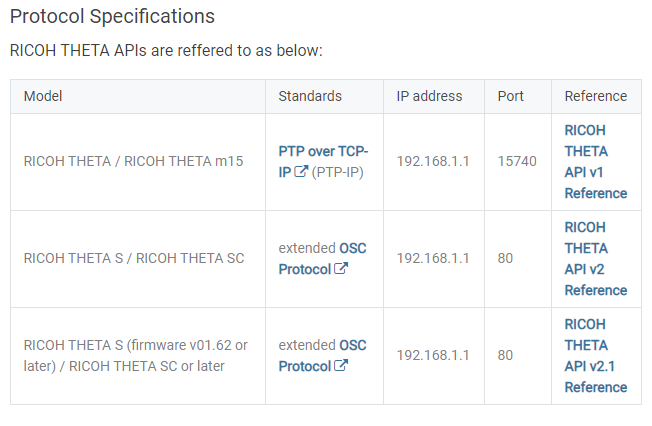 Protocol Specifications
RICOH THETA APIs are reffered to as below:
Model Standards IP address Port Reference
RICOH THETA / RICOH THETA m15 PTP over TCP-IP (PTP-IP) 192.168.1.1 15740 RICOH THETA API v1 Reference
RICOH THETA S / RICOH THETA SC extended OSC Protocol 192.168.1.1 80 RICOH THETA API v2 Reference
RICOH THETA S (firmware v01.62 or later) / RICOH THETA SC or later extended OSC Protocol 192.168.1.1 80 RICOH THETA API v2.1 Reference